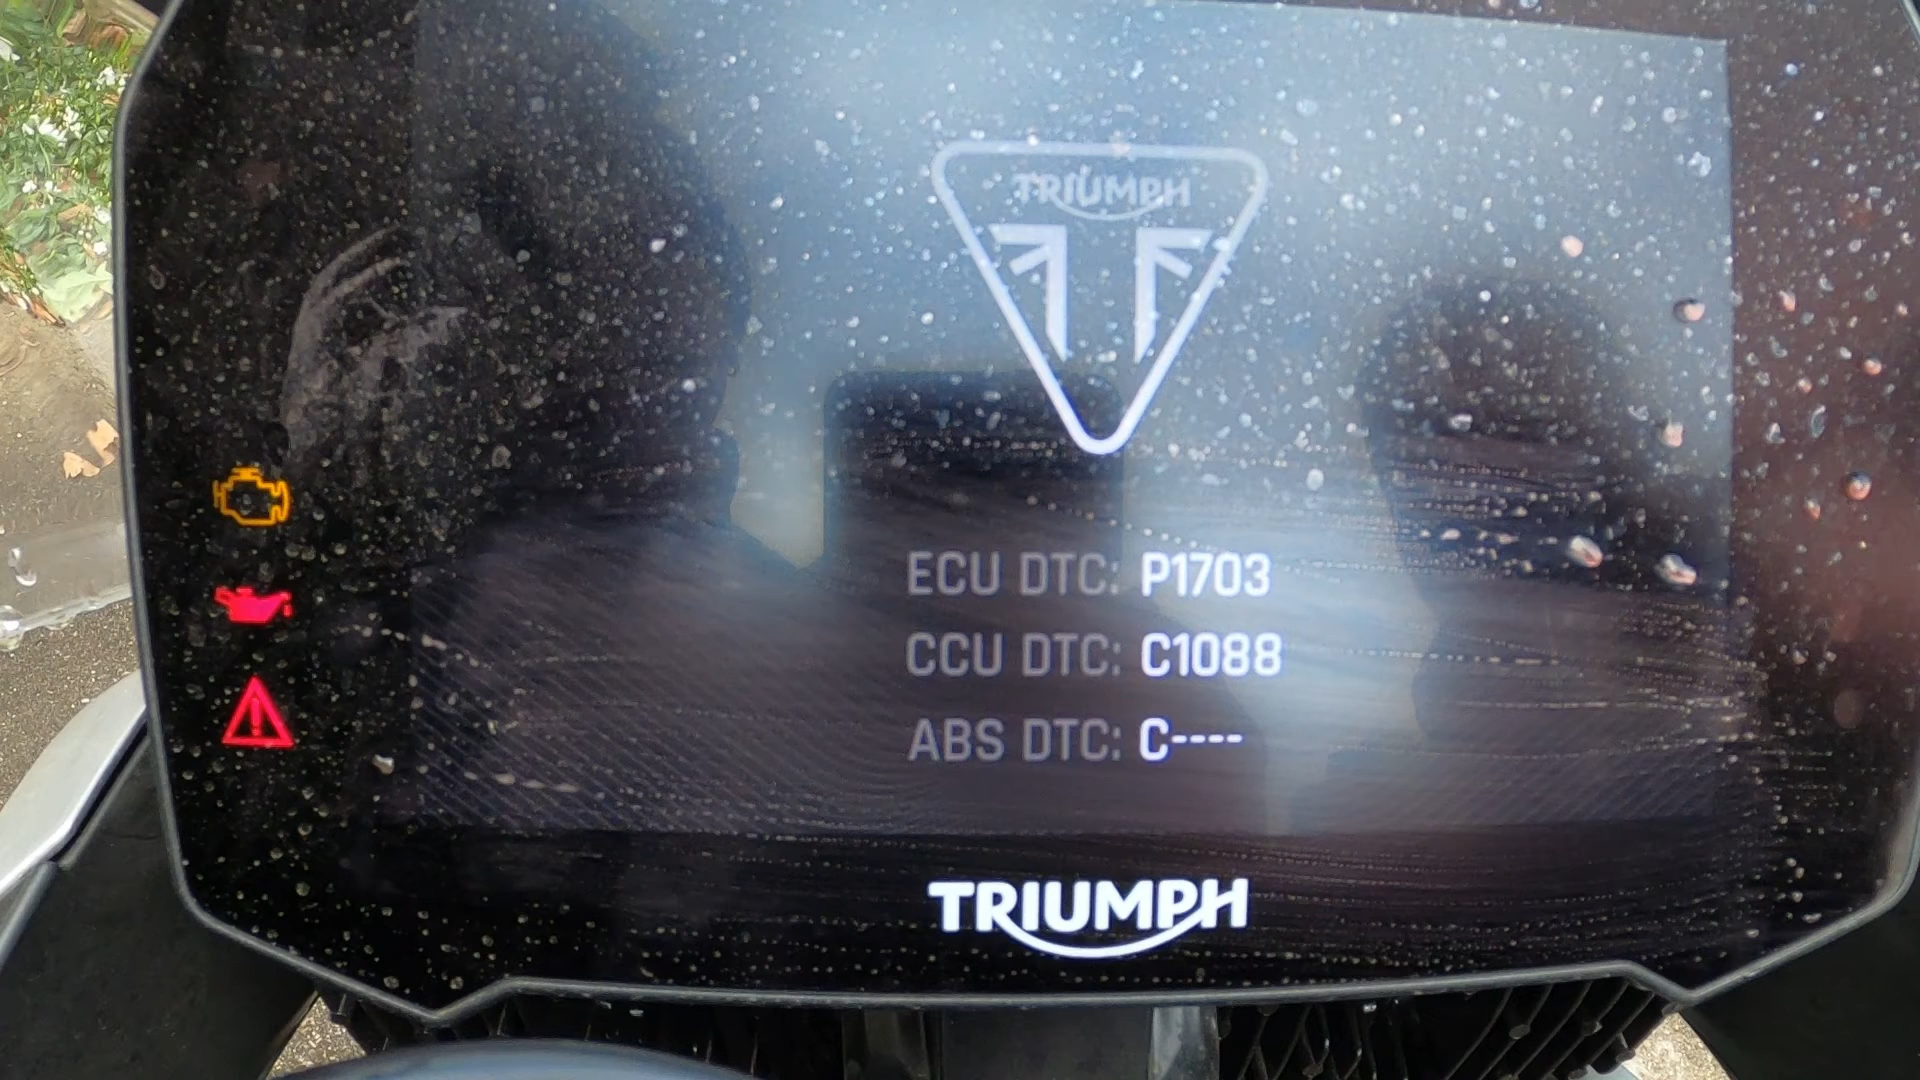 TRIUMPH
ECU DTC: P1703
CCU DTC: C1088
ABS DTC: C----
TRIUMPH